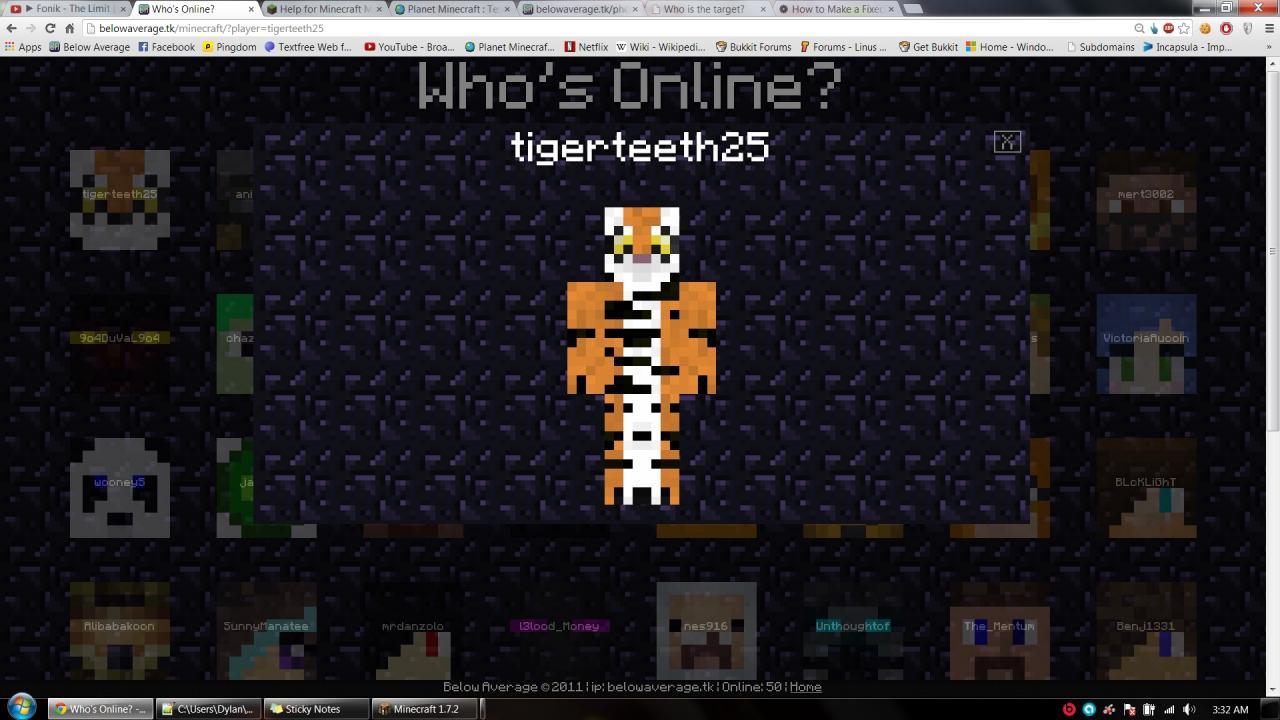 Fonik - The Limit
Who's Online?
Help for Minecraft M
Planet Minecraft : Te
belowaverage.tk/ph
Who is the target?
How to Make a Fixed
belowaverage.tk/minecraft/?player=tigerteeth25
Apps
Below Average
Facebook
Pingdom
Textfree Web f...
YouTube - Broa...
Planet Minecraf...
Netflix
Wiki - Wikipedi...
Bukkit Forums
Forums - Linus ...
Get Bukkit
Home - Windo...
Subdomains
Incapsula - Imp...
Who's Online?
tigerteeth25
X
tigerteeth25
ani
mert3002
9o4DuVaL9o4
chaz
s
VictoriaAucoin
wooney5
Ja
BLcKLiGhT
Alibabakoon
SunnyManatee
mrdanzolo
l3lood_Money
nes916
Unthoughtof
The_Mentum
Benj1331
Below Average ©2011 | ip: belowaverage.tk | Online: 50 | Home
Who's Online? -...
C:\Users\Dylan\...
Sticky Notes
Minecraft 1.7.2
3:32 AM